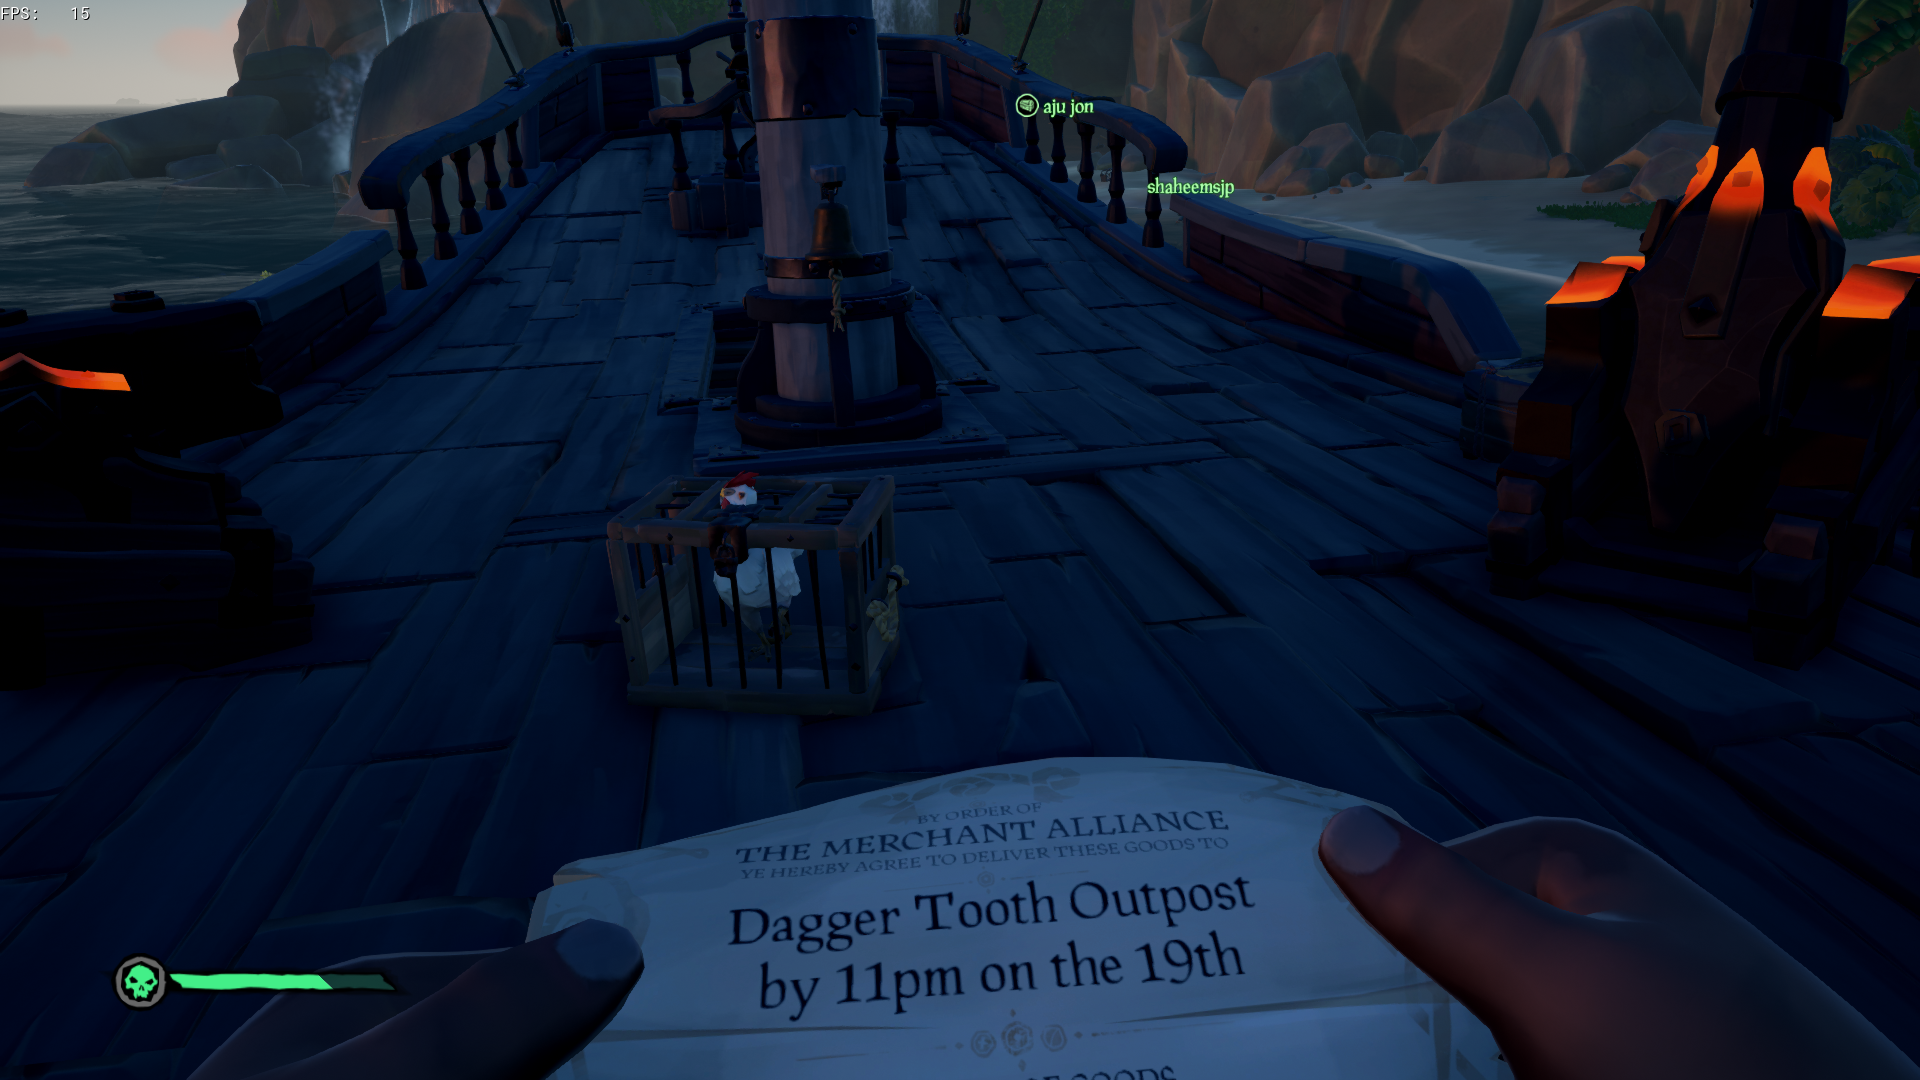 FPS: 15
aju jon
shaheemsjp
BY ORDER OF
THE MERCHANT ALLIANCE
YE HEREBY AGREE TO DELIVER THESE GOODS TO
Dagger Tooth Outpost
by 11pm on the 19th
GOODS